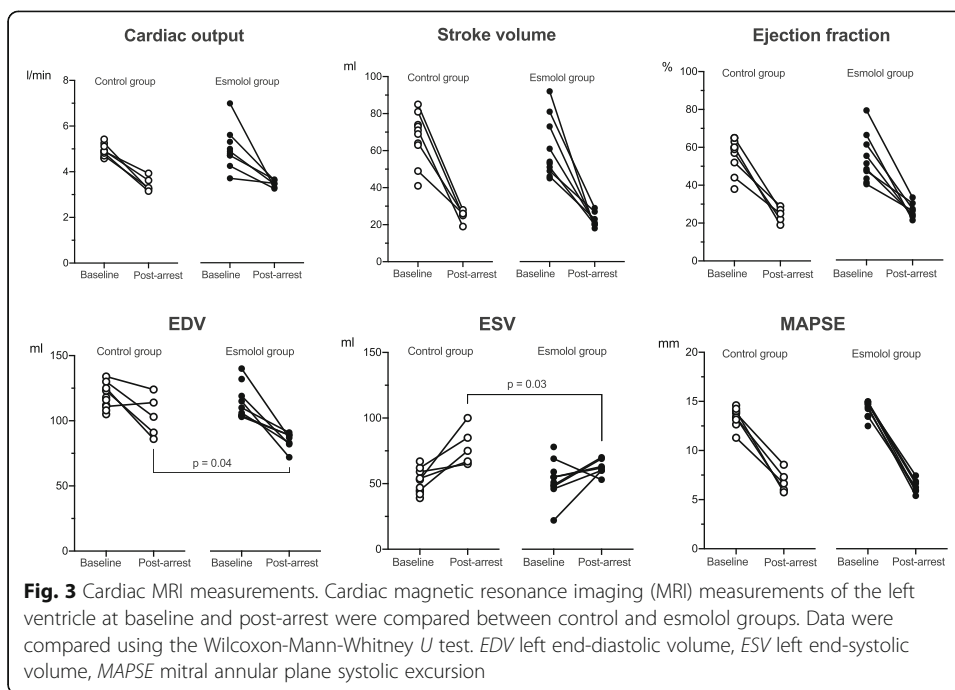 Cardiac output
Stroke volume
Ejection fraction
l/min
Control group
Esmolol group
8
6
4
2
0
Baseline
Post-arrest
Baseline
Post-arrest
ml
Control group
Esmolol group
100
80
60
40
20
0
Baseline
Post-arrest
Baseline
Post-arrest
%
Control group
Esmolol group
100
80
60
40
20
0
Baseline
Post-arrest
Baseline
Post-arrest
EDV
ESV
MAPSE
ml
Control group
Esmolol group
150
100
50
0
p = 0.04
Baseline
Post-arrest
Baseline
Post-arrest
ml
Control group
Esmolol group
150
100
50
0
p = 0.03
Baseline
Post-arrest
Baseline
Post-arrest
mm
Control group
Esmolol group
20
15
10
5
0
Baseline
Post-arrest
Baseline
Post-arrest
Fig. 3 Cardiac MRI measurements. Cardiac magnetic resonance imaging (MRI) measurements of the left
ventricle at baseline and post-arrest were compared between control and esmolol groups. Data were
compared using the Wilcoxon-Mann-Whitney U test. EDV left end-diastolic volume, ESV left end-systolic
volume, MAPSE mitral annular plane systolic excursion